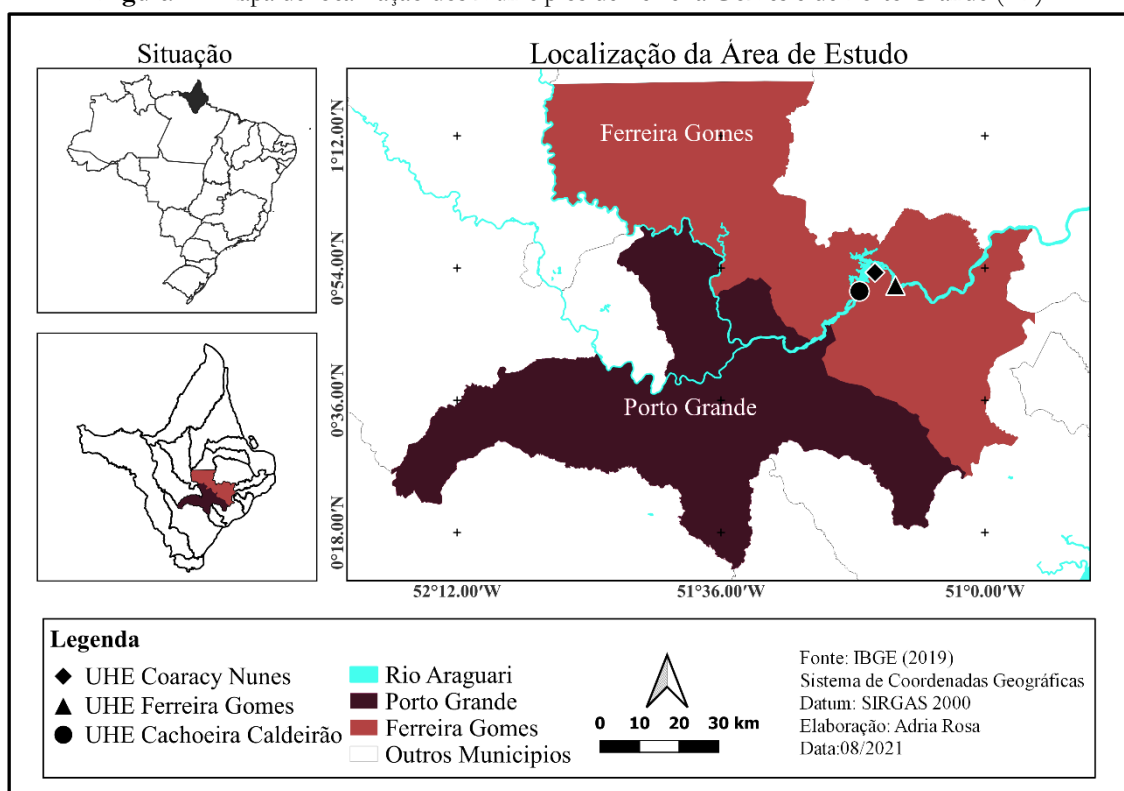 Situação
Localização da Área de Estudo
1°12.00′N
0°54.00′N
0°36.00′N
0°18.00′N
Ferreira Gomes
Porto Grande
52°12.00′W
51°36.00′W
51°0.00′W
Legenda
UHE Coaracy Nunes
UHE Ferreira Gomes
UHE Cachoeira Caldeirão
Rio Araguari
Porto Grande
Ferreira Gomes
Outros Municipios
0 10 20 30 km
Fonte: IBGE (2019)
Sistema de Coordenadas Geográficas
Datum: SIRGAS 2000
Elaboração: Adria Rosa
Data:08/2021